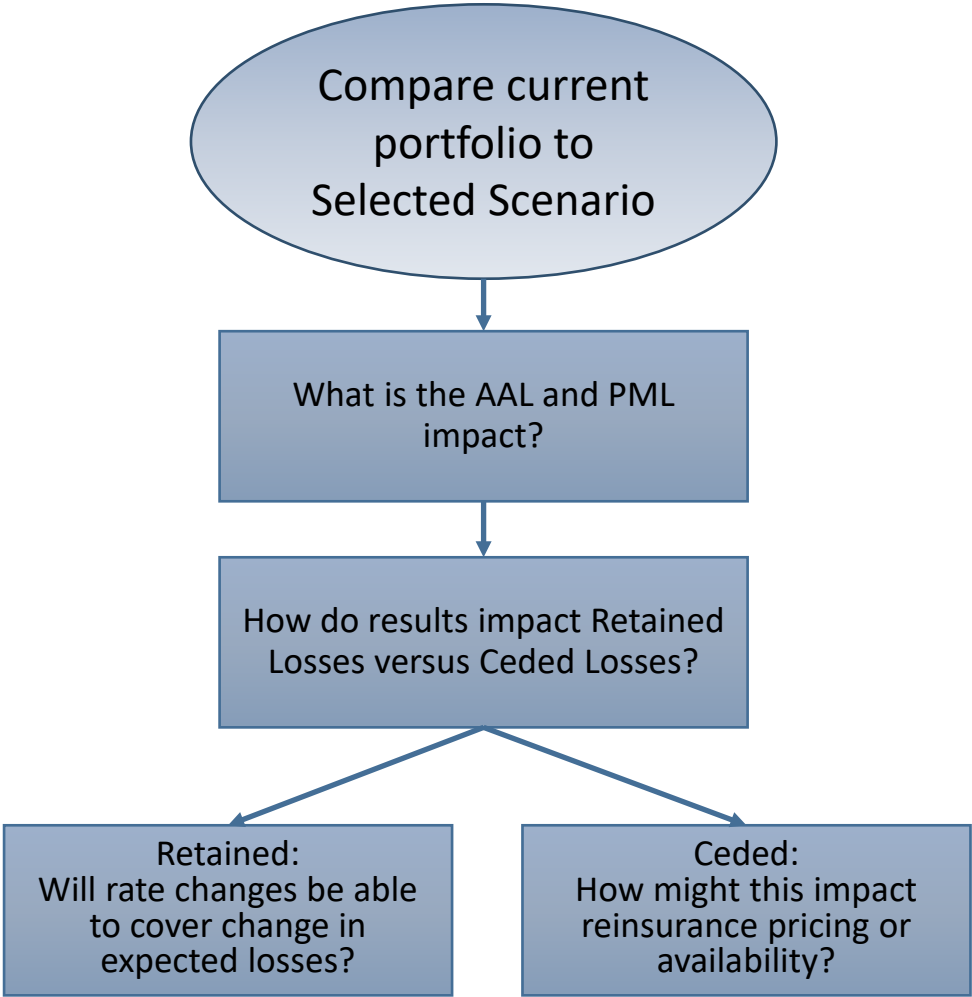 Compare current
portfolio to
Selected Scenario
What is the AAL and PML
impact?
How do results impact Retained
Losses versus Ceded Losses?
Retained:
Will rate changes be able
to cover change in
expected losses?
Ceded:
How might this impact
reinsurance pricing or
availability?